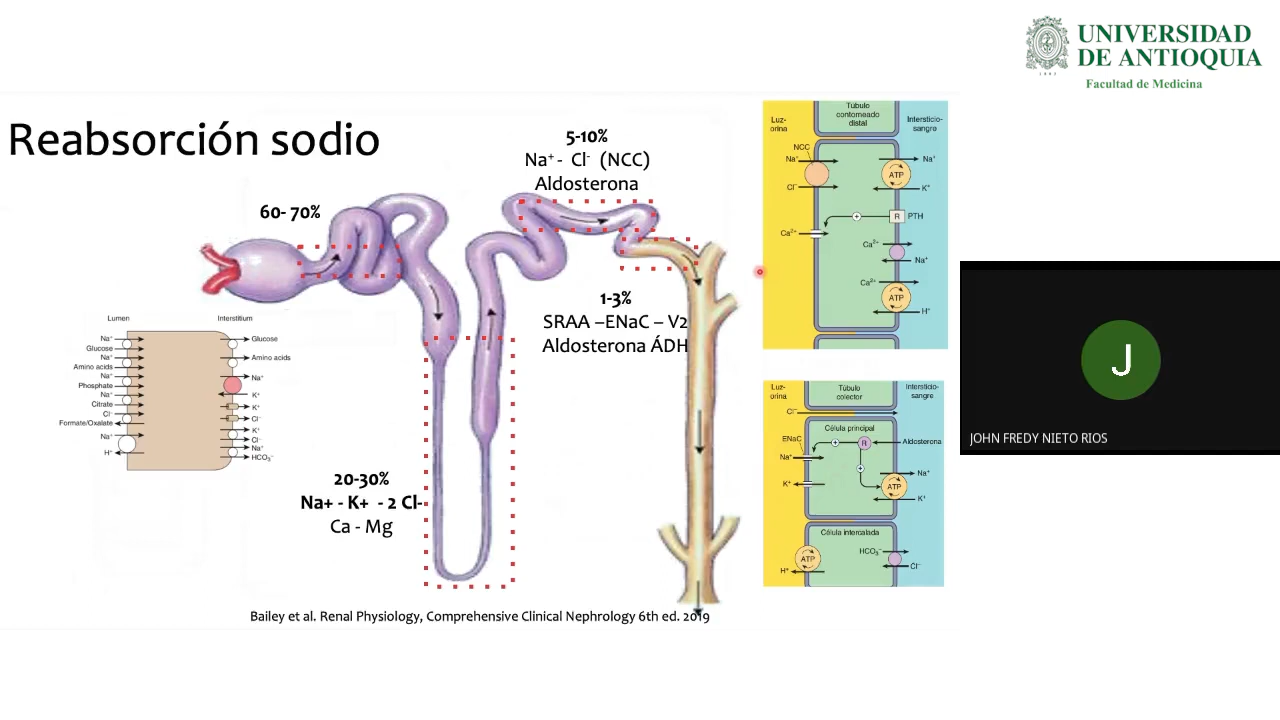 UNIVERSIDAD
DE ANTIOQUIA
1803
Facultad de Medicina
Reabsorción sodio
60- 70%
5-10%
Na+ - Cl- (NCC)
Aldosterona
1-3%
SRAA –ENaC – V2
Aldosterona ÁDH
20-30%
Na+ - K+ - 2 Cl-
Ca - Mg
Lumen
Interstitium
Na+
Glucose
Na+
Amino acids
Na+
Phosphate
Na+
Citrate
Cl-
Formate/Oxalate
Na+
H+
Glucose
Amino acids
Na+
K+
K+
Cl-
K+
Cl-
Na+
HCO3-
Luz-
orina
Túbulo
contorneado
distal
Intersticio-
sangre
NCC
Na+
Cl-
ATP
Na+
K+
+
R
PTH
Ca2+
Ca2+
Na+
Ca2+
ATP
H+
Luz-
orina
Túbulo
colector
Intersticio-
sangre
Cl-
Célula principal
ENaC
+
R
Aldosterona
Na+
+
Na+
K+
ATP
K+
Célula intercalada
ATP
HCO3-
H+
Cl-
Bailey et al. Renal Physiology, Comprehensive Clinical Nephrology 6th ed. 2019
J
JOHN FREDY NIETO RIOS